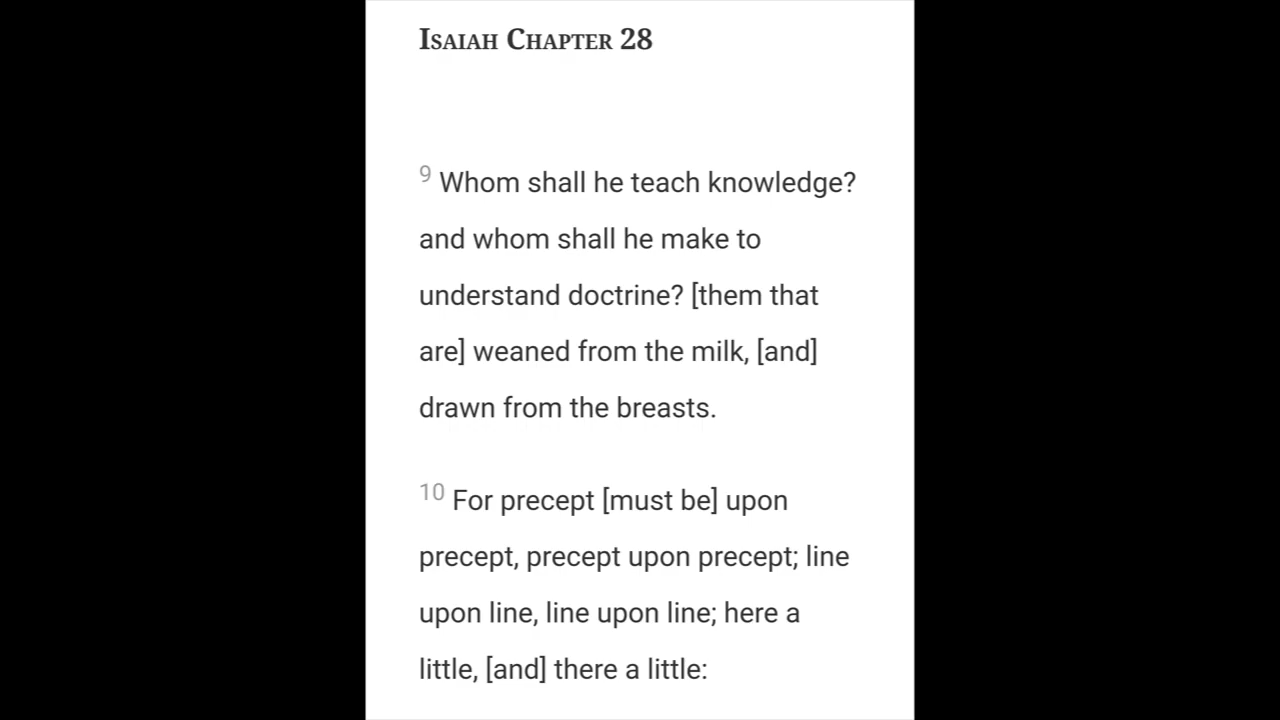 Isaiah Chapter 28
9 Whom shall he teach knowledge?
and whom shall he make to
understand doctrine? [them that
are] weaned from the milk, [and]
drawn from the breasts.
10 For precept [must be] upon
precept, precept upon precept; line
upon line, line upon line; here a
little, [and] there a little: